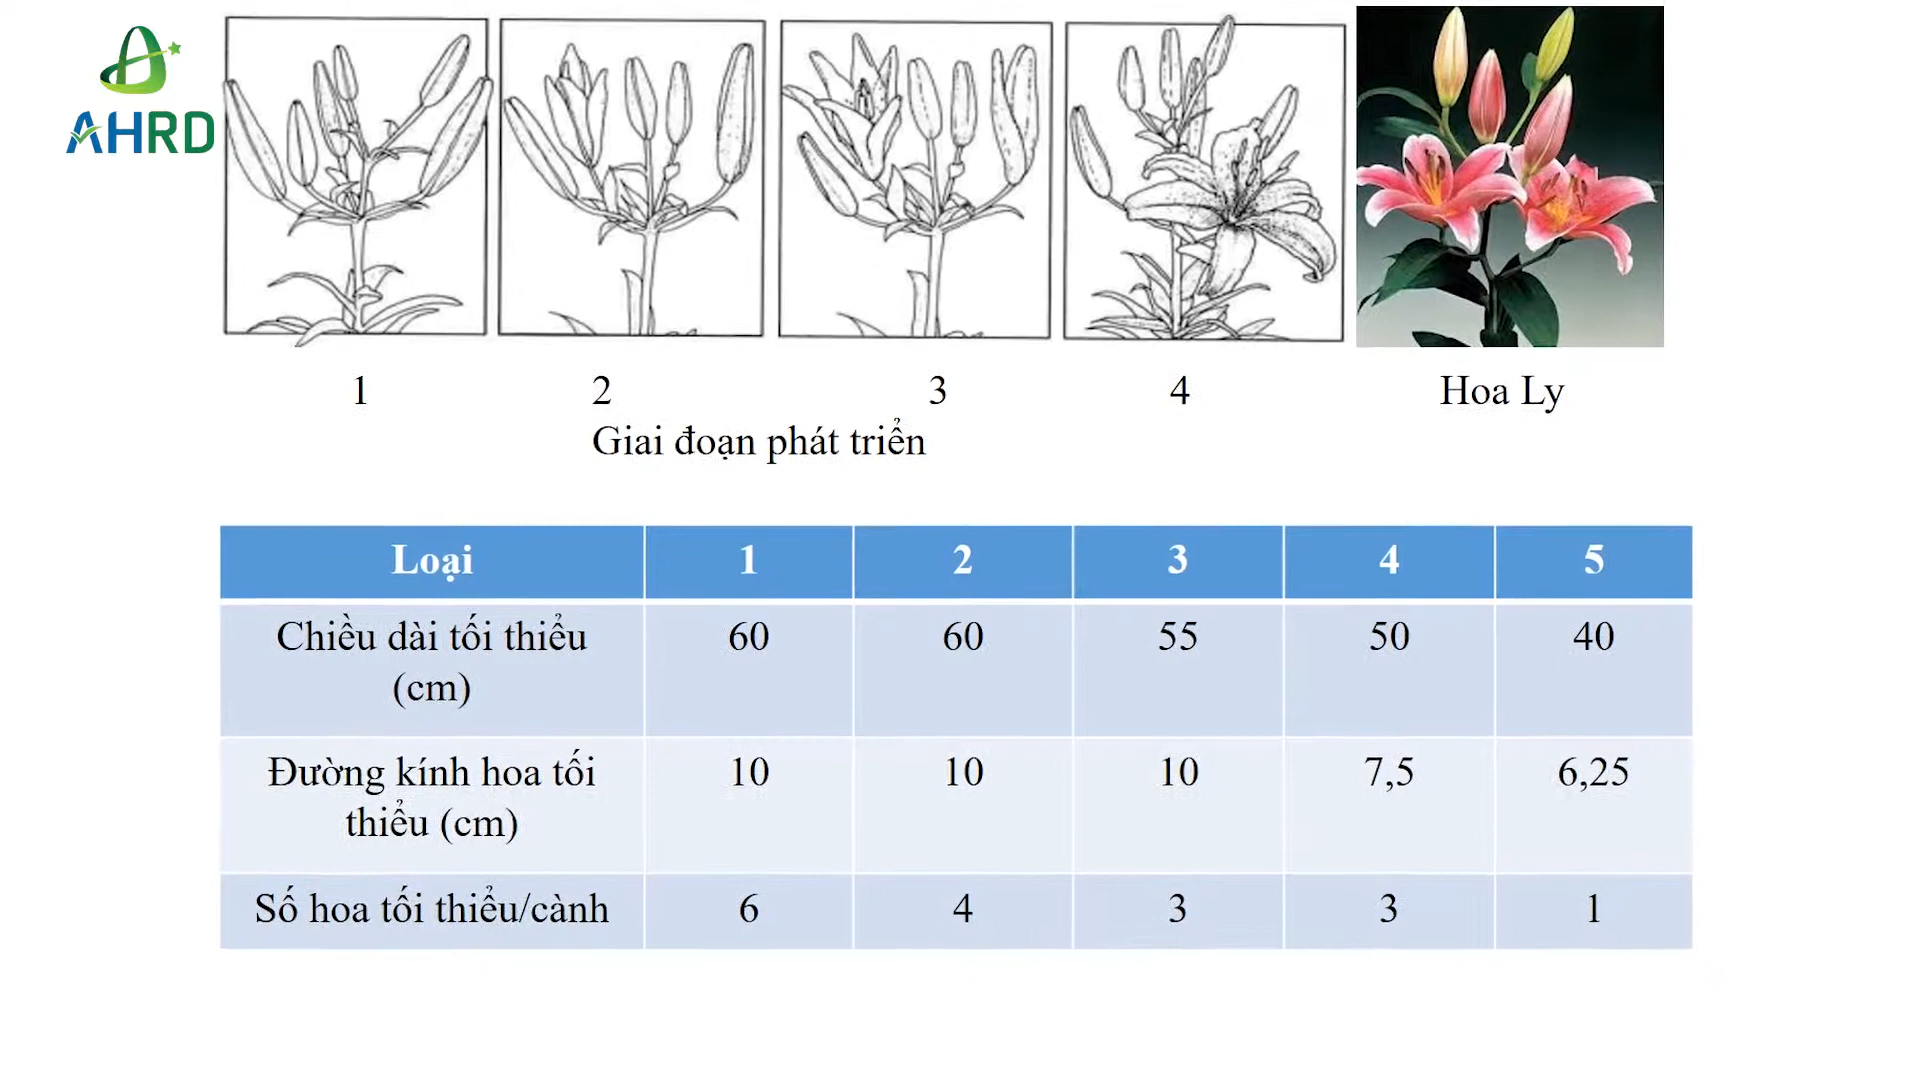 AHRD
1 2 3 4 Hoa Ly
Giai đoạn phát triển
Loại 1 2 3 4 5
Chiều dài tối thiểu 60 60 55 50 40
(cm)
Đường kính hoa tối 10 10 10 7,5 6,25
thiểu (cm)
Số hoa tối thiểu/cành 6 4 3 3 1